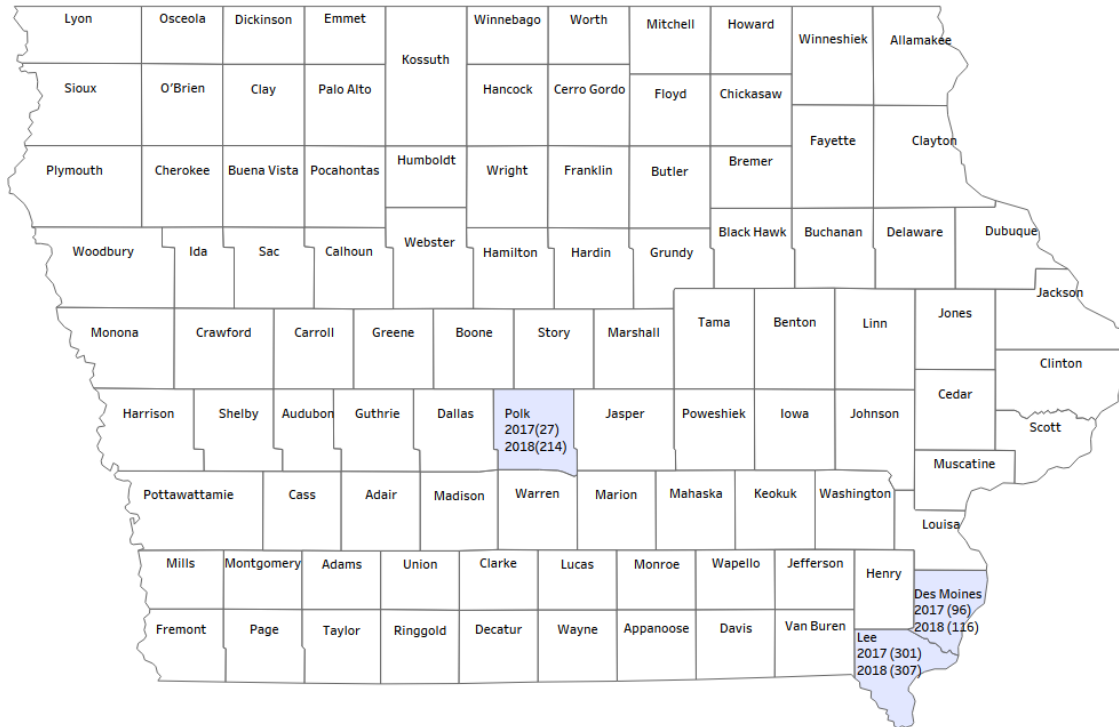 Lyon
Osceola
Dickinson
Emmet
Kossuth
Winnebago
Worth
Mitchell
Howard
Winneshiek
Allamakee
Sioux
O'Brien
Clay
Palo Alto
Hancock
Cerro Gordo
Floyd
Chickasaw
Fayette
Clayton
Plymouth
Cherokee
Buena Vista
Pocahontas
Humboldt
Wright
Franklin
Butler
Bremer
Woodbury
Ida
Sac
Calhoun
Webster
Hamilton
Hardin
Grundy
Black Hawk
Buchanan
Delaware
Dubuque
Monona
Crawford
Carroll
Greene
Boone
Story
Marshall
Tama
Benton
Linn
Jones
Jackson
Clinton
Harrison
Shelby
Audubon
Guthrie
Dallas
Polk
2017(27)
2018(214)
Jasper
Poweshiek
Iowa
Johnson
Cedar
Scott
Muscatine
Pottawattamie
Cass
Adair
Madison
Warren
Marion
Mahaska
Keokuk
Washington
Louisa
Mills
Montgomery
Adams
Union
Clarke
Lucas
Monroe
Wapello
Jefferson
Henry
Des Moines
2017 (96)
2018 (116)
Fremont
Page
Taylor
Ringgold
Decatur
Wayne
Appanoose
Davis
Van Buren
Lee
2017 (301)
2018 (307)